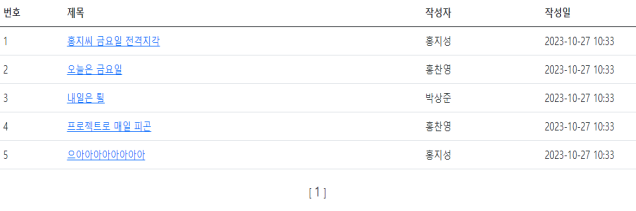 번호 제목 작성자 작성일
1 홍지씨 금요일 전격지각 홍지성 2023-10-27 10:33
2 오늘은 금요일 홍찬영 2023-10-27 10:33
3 내일은 휠 박상준 2023-10-27 10:33
4 프로젝트로 매일 피곤 홍찬영 2023-10-27 10:33
5 으아아아아아아아아 홍지성 2023-10-27 10:33
[ 1 ]